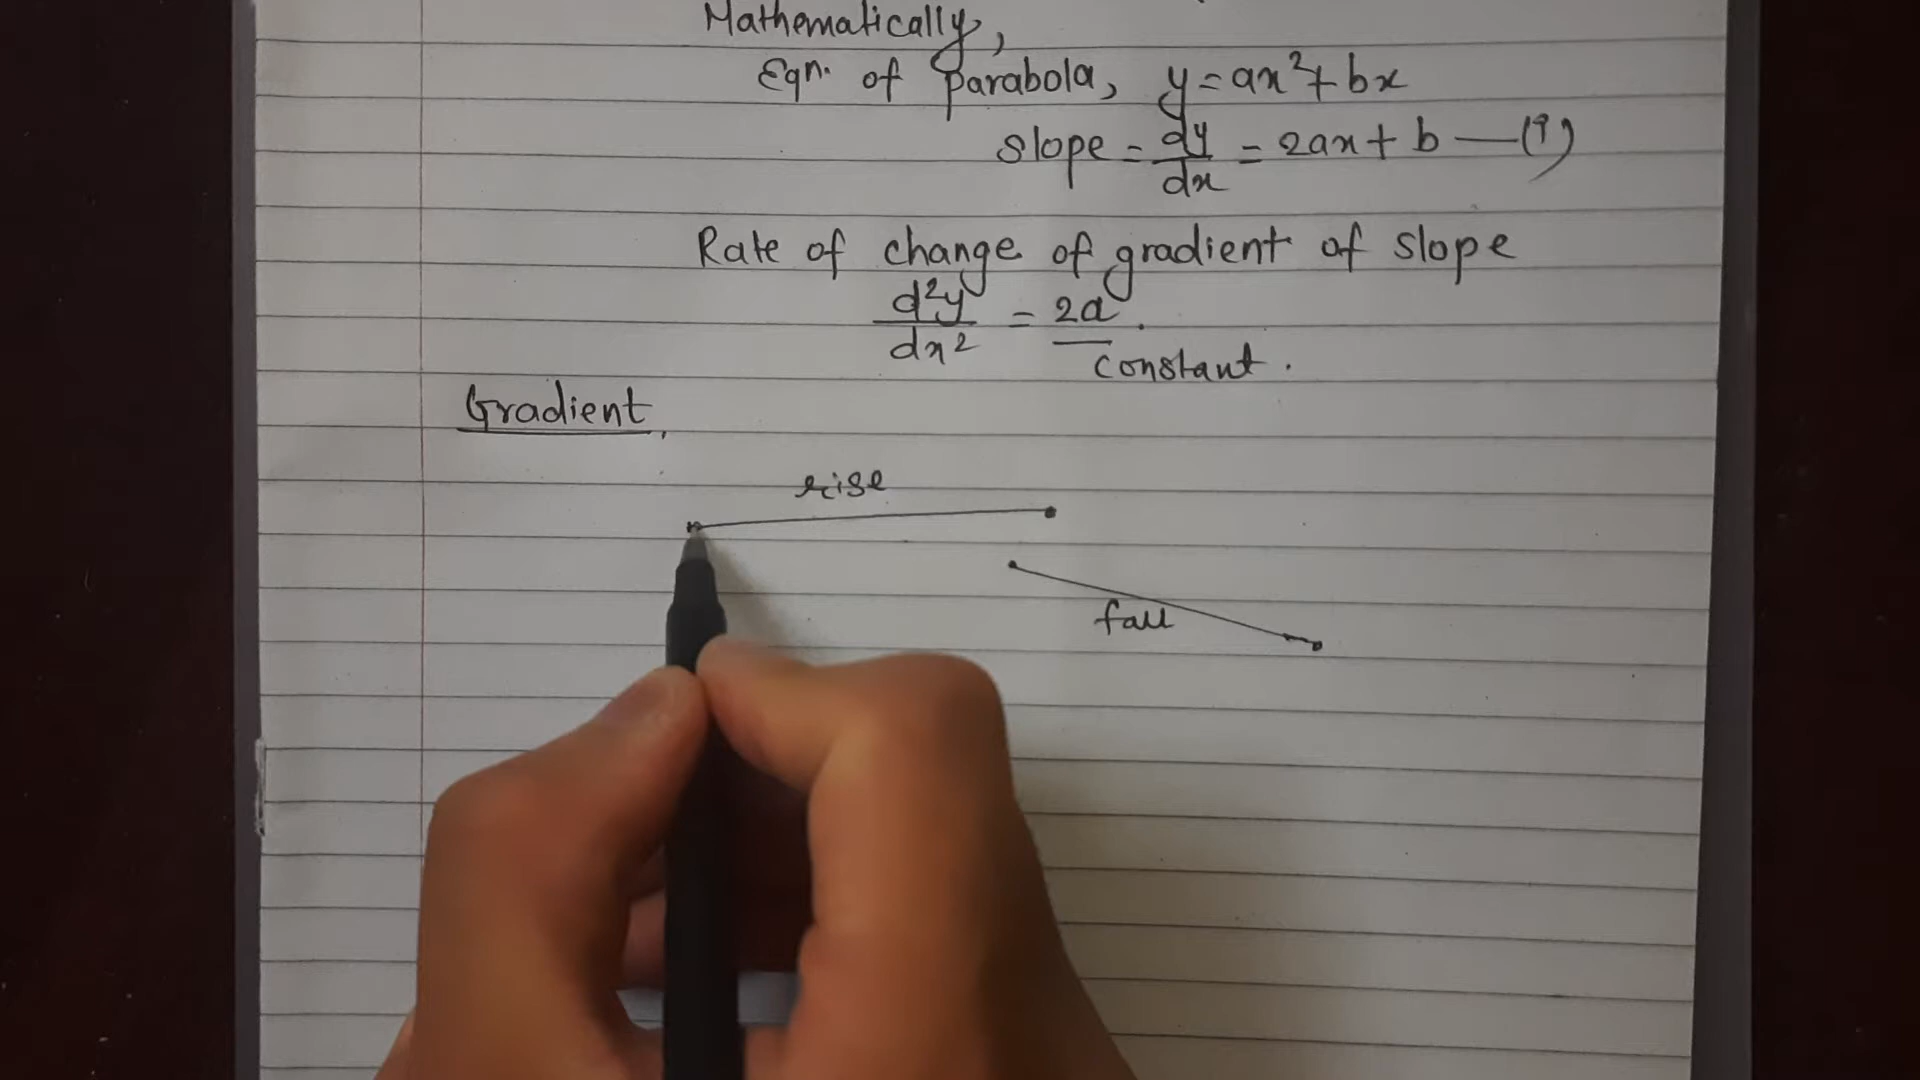 Mathematically,
Eqn. of parabola, y = ax²+ bx
slope = dy/dx = 2ax + b —(i)
Rate of change of gradient of slope
d²y/dx² = 2a.
constant.
Gradient,
rise
fall